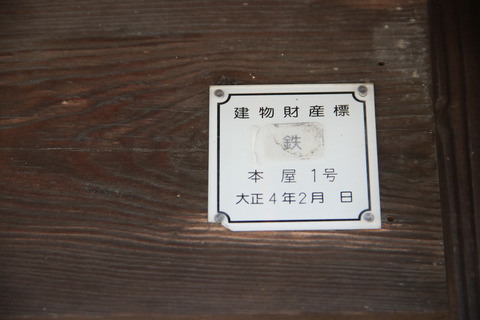 建物財産標
鉄
本屋 1号
大正4年2月 日